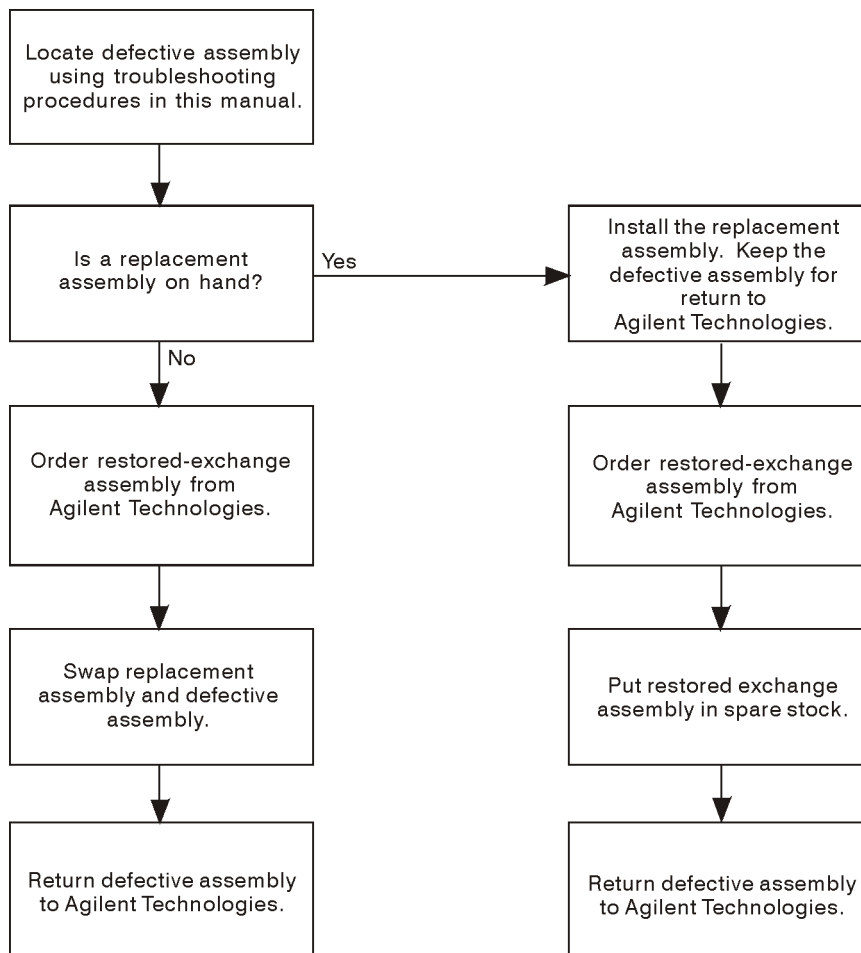 Locate defective assembly
using troubleshooting
procedures in this manual.
Is a replacement
assembly on hand?
Yes
Install the replacement
assembly. Keep the
defective assembly for
return to
Agilent Technologies.
No
Order restored-exchange
assembly from
Agilent Technologies.
Order restored-exchange
assembly from
Agilent Technologies.
Swap replacement
assembly and defective
assembly.
Put restored exchange
assembly in spare stock.
Return defective assembly
to Agilent Technologies.
Return defective assembly
to Agilent Technologies.